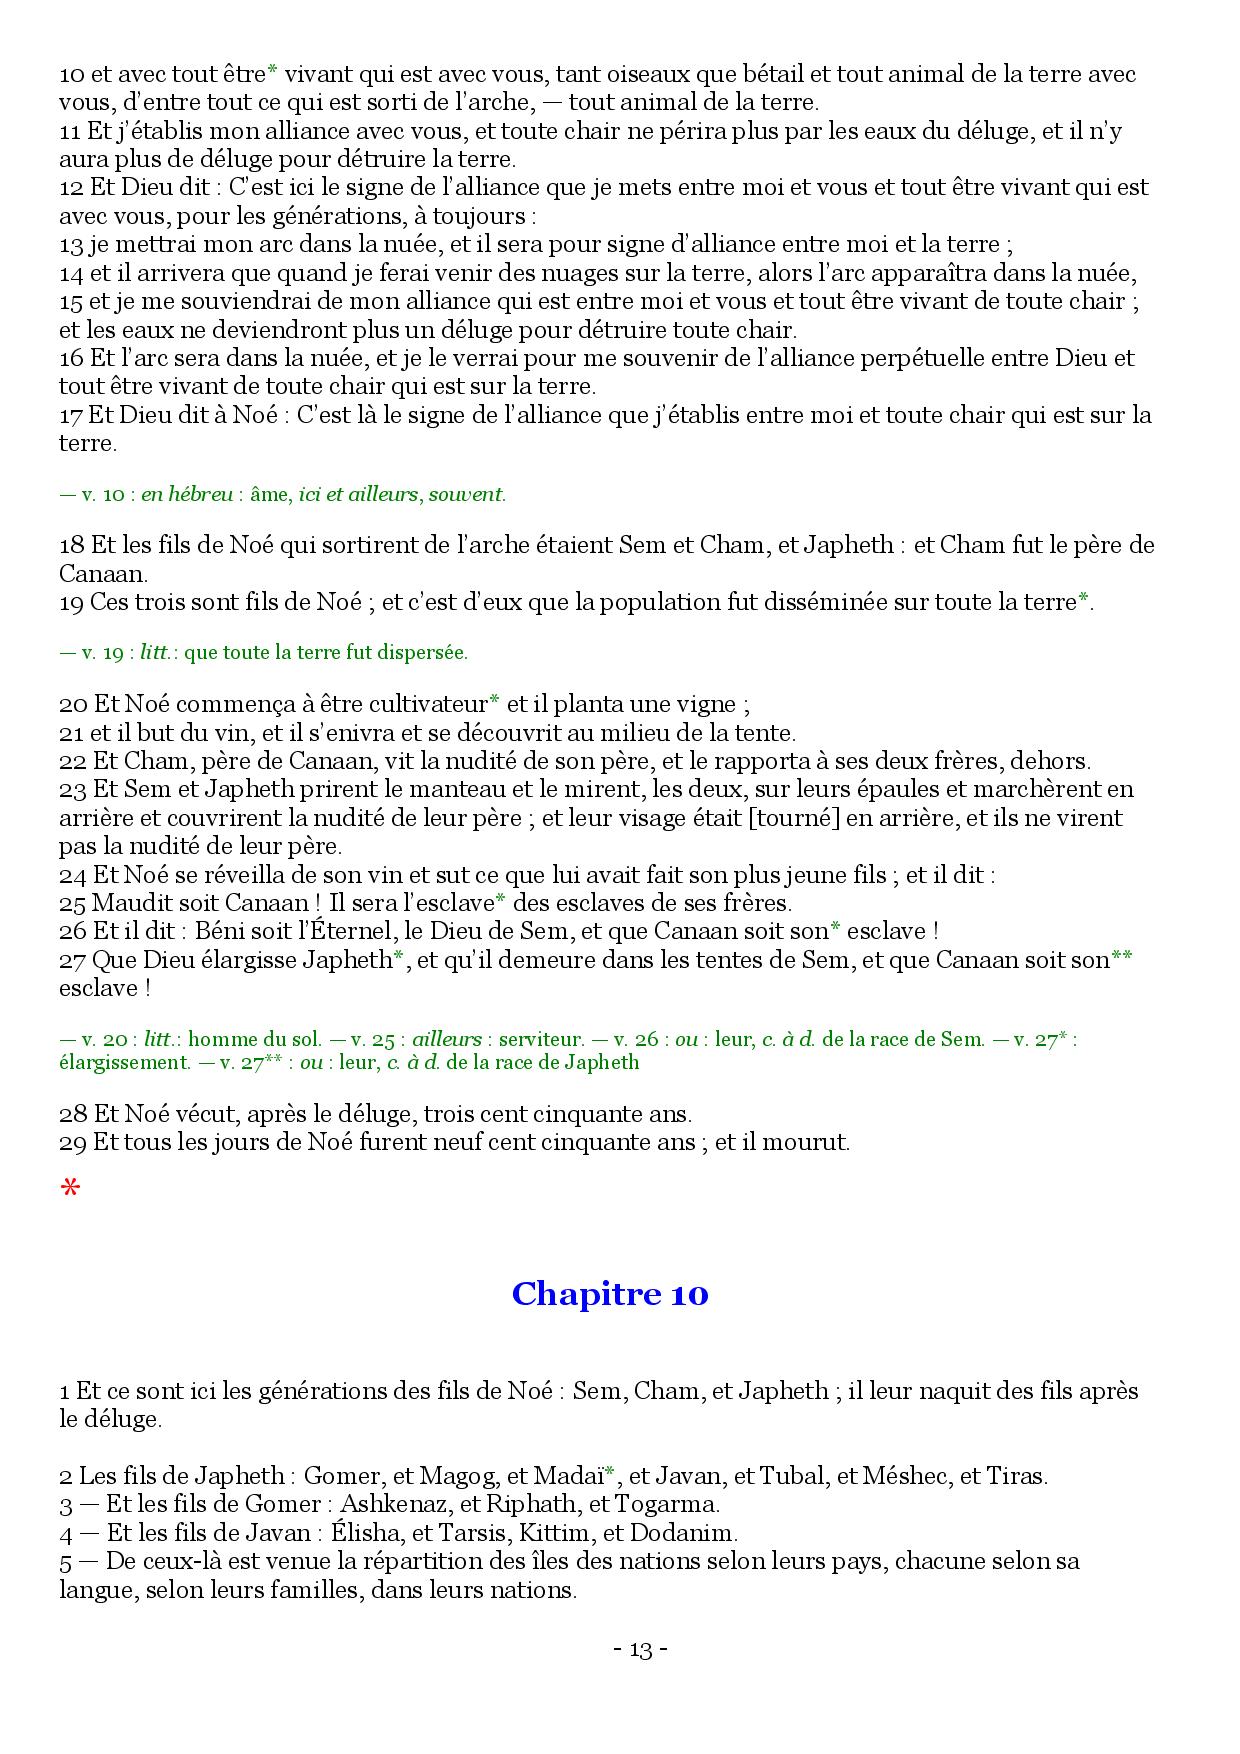 10 et avec tout être* vivant qui est avec vous, tant oiseaux que bétail et tout animal de la terre avec
vous, d’entre tout ce qui est sorti de l’arche, — tout animal de la terre.
11 Et j’établis mon alliance avec vous, et toute chair ne périra plus par les eaux du déluge, et il n’y
aura plus de déluge pour détruire la terre.
12 Et Dieu dit : C’est ici le signe de l’alliance que je mets entre moi et vous et tout être vivant qui est
avec vous, pour les générations, à toujours :
13 je mettrai mon arc dans la nuée, et il sera pour signe d’alliance entre moi et la terre ;
14 et il arrivera que quand je ferai venir des nuages sur la terre, alors l’arc apparaîtra dans la nuée,
15 et je me souviendrai de mon alliance qui est entre moi et vous et tout être vivant de toute chair ;
et les eaux ne deviendront plus un déluge pour détruire toute chair.
16 Et l’arc sera dans la nuée, et je le verrai pour me souvenir de l’alliance perpétuelle entre Dieu et
tout être vivant de toute chair qui est sur la terre.
17 Et Dieu dit à Noé : C’est là le signe de l’alliance que j’établis entre moi et toute chair qui est sur la
terre.
— v. 10 : en hébreu : âme, ici et ailleurs, souvent.
18 Et les fils de Noé qui sortirent de l’arche étaient Sem et Cham, et Japheth : et Cham fut le père de
Canaan.
19 Ces trois sont fils de Noé ; et c’est d’eux que la population fut disséminée sur toute la terre*.
— v. 19 : litt.: que toute la terre fut dispersée.
20 Et Noé commença à être cultivateur* et il planta une vigne ;
21 et il but du vin, et il s’enivra et se découvrit au milieu de la tente.
22 Et Cham, père de Canaan, vit la nudité de son père, et le rapporta à ses deux frères, dehors.
23 Et Sem et Japheth prirent le manteau et le mirent, les deux, sur leurs épaules et marchèrent en
arrière et couvrirent la nudité de leur père ; et leur visage était [tourné] en arrière, et ils ne virent
pas la nudité de leur père.
24 Et Noé se réveilla de son vin et sut ce que lui avait fait son plus jeune fils ; et il dit :
25 Maudit soit Canaan ! Il sera l’esclave* des esclaves de ses frères.
26 Et il dit : Béni soit l’Éternel, le Dieu de Sem, et que Canaan soit son* esclave !
27 Que Dieu élargisse Japheth*, et qu’il demeure dans les tentes de Sem, et que Canaan soit son**
esclave !
— v. 20 : litt.: homme du sol. — v. 25 : ailleurs : serviteur. — v. 26 : ou : leur, c. à d. de la race de Sem. — v. 27* :
élargissement. — v. 27** : ou : leur, c. à d. de la race de Japheth
28 Et Noé vécut, après le déluge, trois cent cinquante ans.
29 Et tous les jours de Noé furent neuf cent cinquante ans ; et il mourut.
*
Chapitre 10
1 Et ce sont ici les générations des fils de Noé : Sem, Cham, et Japheth ; il leur naquit des fils après
le déluge.
2 Les fils de Japheth : Gomer, et Magog, et Madaï*, et Javan, et Tubal, et Méshec, et Tiras.
3 — Et les fils de Gomer : Ashkenaz, et Riphath, et Togarma.
4 — Et les fils de Javan : Élisha, et Tarsis, Kittim, et Dodanim.
5 — De ceux-là est venue la répartition des îles des nations selon leurs pays, chacune selon sa
langue, selon leurs familles, dans leurs nations.
- 13 -